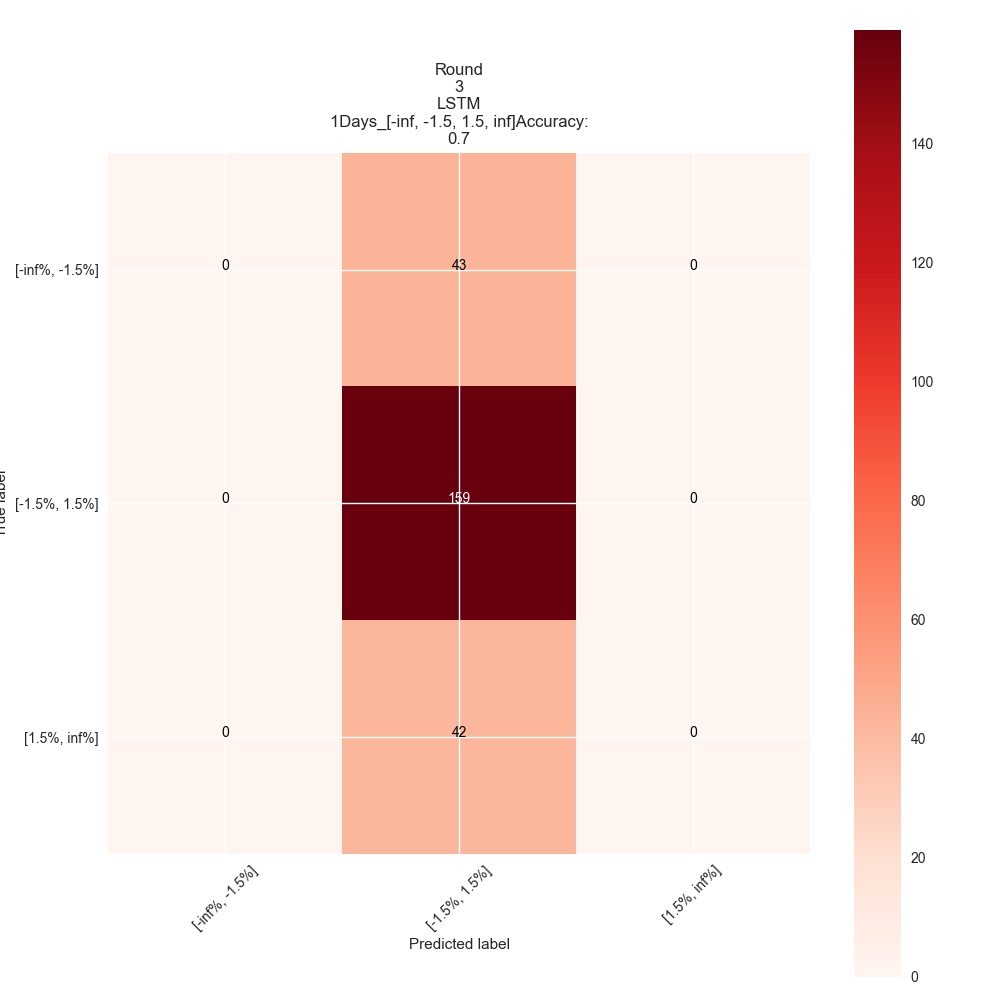 Round
3
LSTM
1Days_[-inf, -1.5, 1.5, inf]Accuracy:
0.7
[-inf%, -1.5%]
0 43 0
[-1.5%, 1.5%]
0 159 0
[1.5%, inf%]
0 42 0
[-inf%, -1.5%]
[-1.5%, 1.5%]
[1.5%, inf%]
Predicted label
True label
140
120
100
80
60
40
20
0